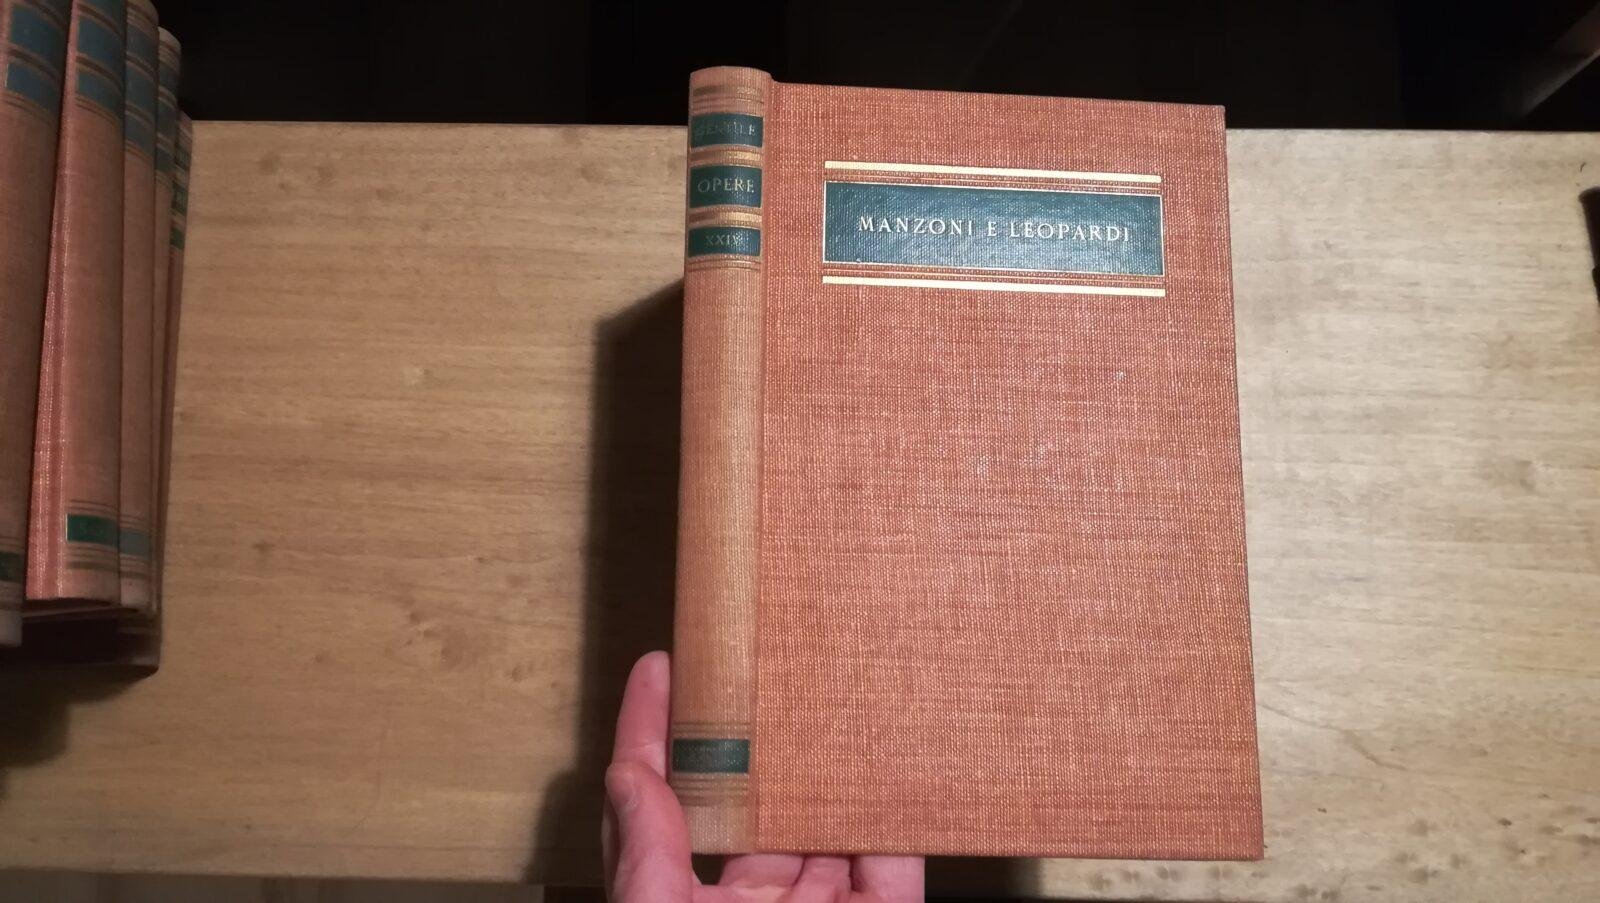 GENTILE
OPERE
XXIV
MANZONI E LEOPARDI